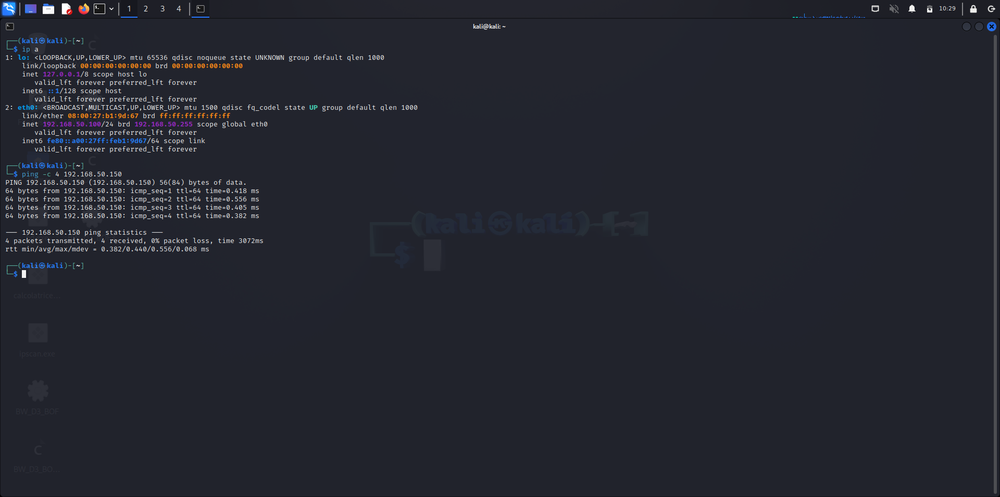 1 2 3 4
10:29
kali@kali: ~
┌──(kali㉿kali)-[~]
└─$ ip a
1: lo: <LOOPBACK,UP,LOWER_UP> mtu 65536 qdisc noqueue state UNKNOWN group default qlen 1000
    link/loopback 00:00:00:00:00:00 brd 00:00:00:00:00:00
    inet 127.0.0.1/8 scope host lo
       valid_lft forever preferred_lft forever
    inet6 ::1/128 scope host
       valid_lft forever preferred_lft forever
2: eth0: <BROADCAST,MULTICAST,UP,LOWER_UP> mtu 1500 qdisc fq_codel state UP group default qlen 1000
    link/ether 08:00:27:b1:9d:67 brd ff:ff:ff:ff:ff:ff
    inet 192.168.50.100/24 brd 192.168.50.255 scope global eth0
       valid_lft forever preferred_lft forever
    inet6 fe80::a00:27ff:feb1:9d67/64 scope link
       valid_lft forever preferred_lft forever
┌──(kali㉿kali)-[~]
└─$ ping -c 4 192.168.50.150
PING 192.168.50.150 (192.168.50.150) 56(84) bytes of data.
64 bytes from 192.168.50.150: icmp_seq=1 ttl=64 time=0.418 ms
64 bytes from 192.168.50.150: icmp_seq=2 ttl=64 time=0.556 ms
64 bytes from 192.168.50.150: icmp_seq=3 ttl=64 time=0.405 ms
64 bytes from 192.168.50.150: icmp_seq=4 ttl=64 time=0.382 ms
─── 192.168.50.150 ping statistics ───
4 packets transmitted, 4 received, 0% packet loss, time 3072ms
rtt min/avg/max/mdev = 0.382/0.440/0.556/0.068 ms
┌──(kali㉿kali)-[~]
└─$
(kali㉿kali)-[~]
$
calcolatrice...
ipscan.exe
BW_D3_BOF
BW_D3_BO...